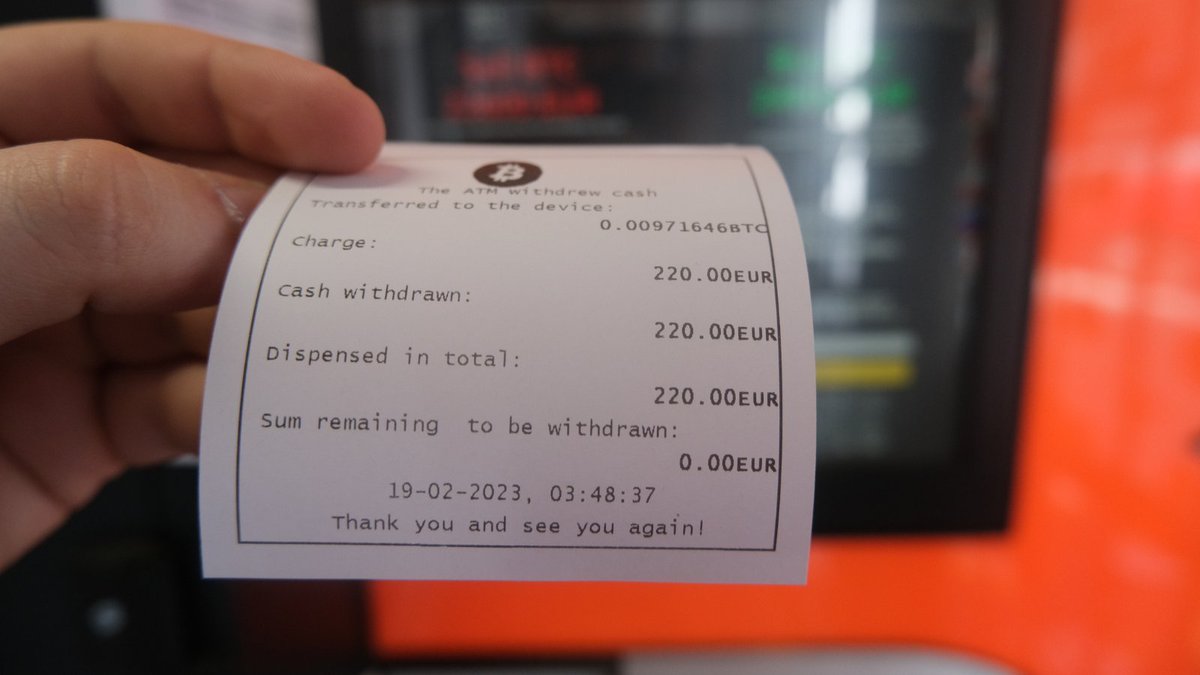 The ATM withdrew cash
Transferred to the device:
0.00971646BTC
Charge:
220.00EUR
Cash withdrawn:
220.00EUR
Dispensed in total:
220.00EUR
Sum remaining to be withdrawn:
0.00EUR
19-02-2023, 03:48:37
Thank you and see you again!